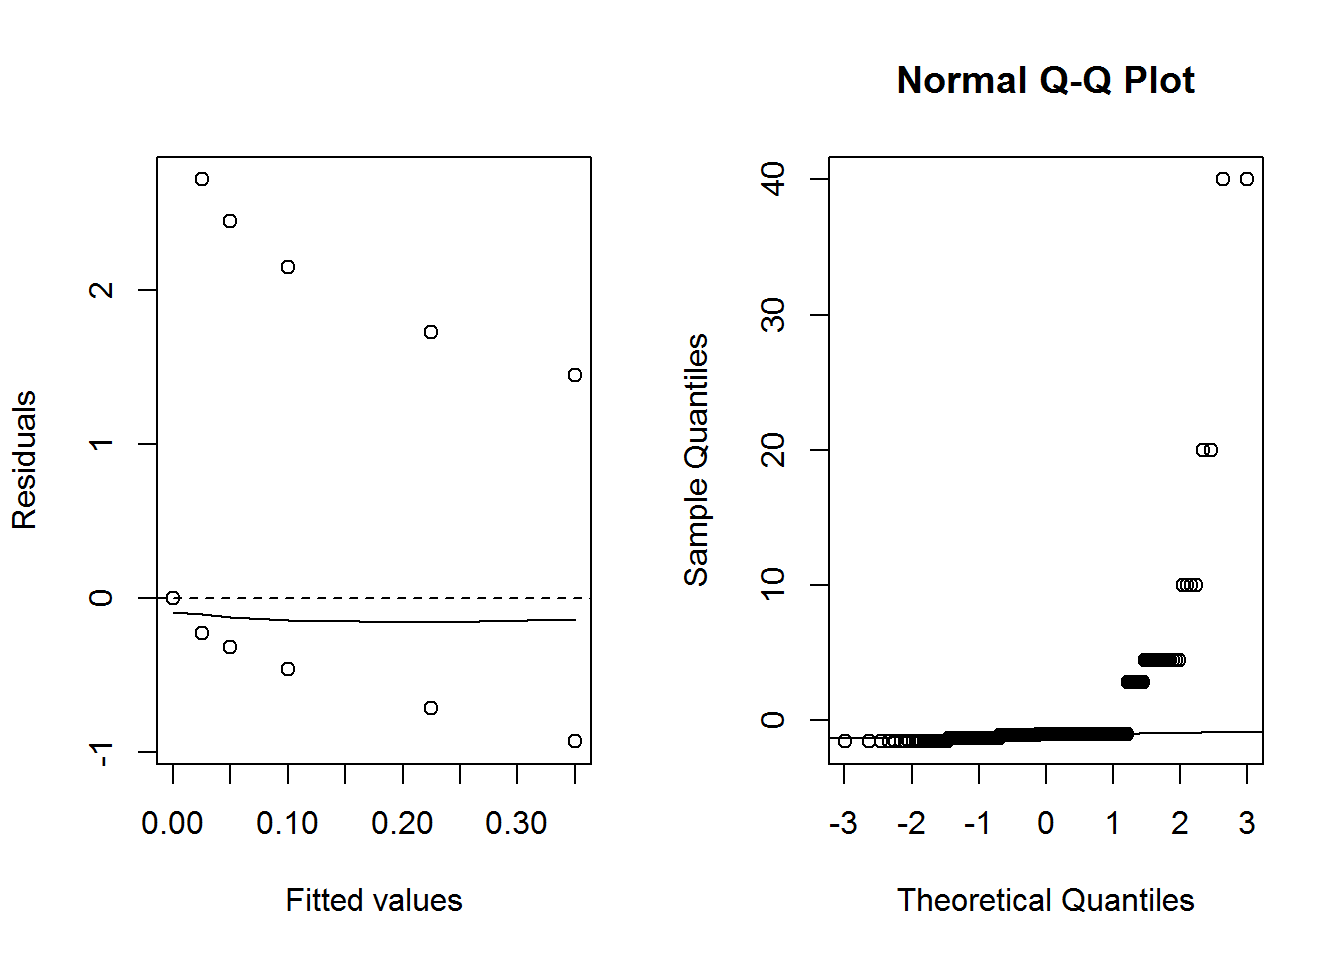 Residuals
2
1
0
-1
0.00 0.10 0.20 0.30
Fitted values
Normal Q-Q Plot
Sample Quantiles
40
30
20
10
0
-3 -2 -1 0 1 2 3
Theoretical Quantiles